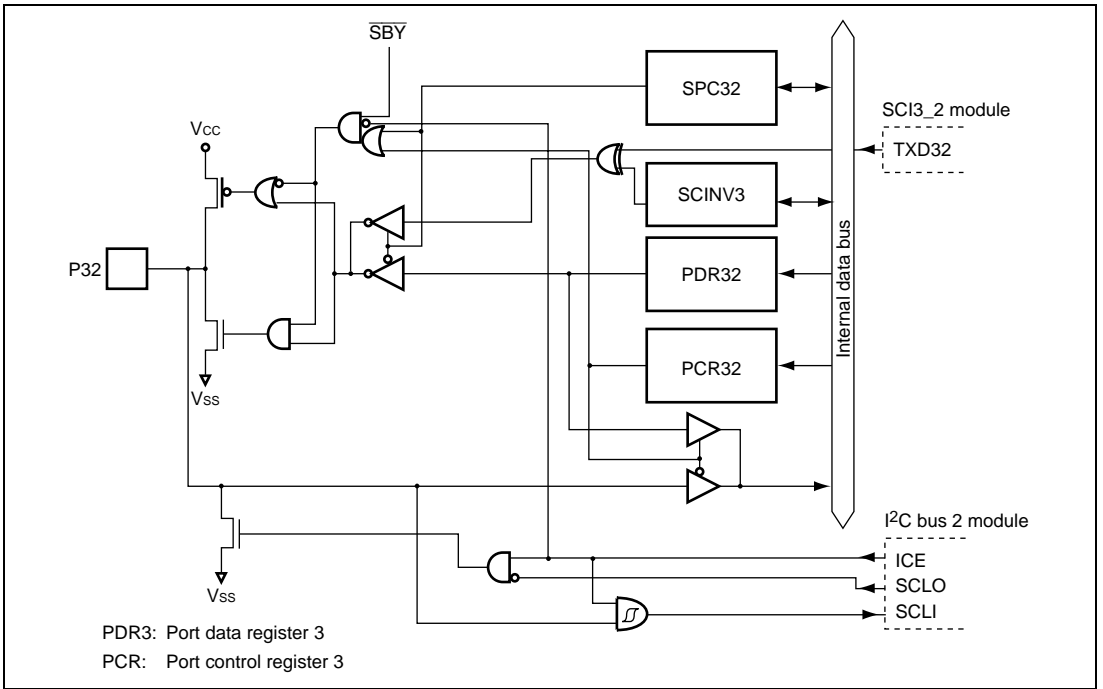 SBY
SPC32
SCI3_2 module
VCC
TXD32
SCINV3
P32
PDR32
Internal data bus
PCR32
VSS
I2C bus 2 module
ICE
SCLO
VSS
SCLI
PDR3: Port data register 3
PCR: Port control register 3